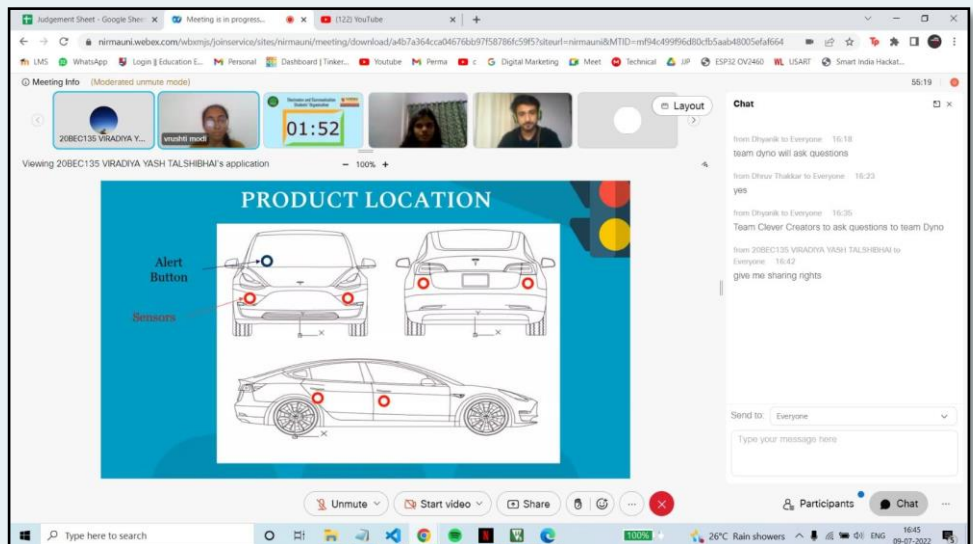 Judgement Sheet - Google Shee
Meeting is in progress...
(122) YouTube
nirmauni.webex.com/wbxmjs/joinservice/sites/nirmauni/meeting/download/a4b7a364cca04676bb97f58786fc59f5?siteurl=nirmauni&MTID=mf94c499f96d80cfb5aab48005efaf664
LMS WhatsApp Login || Education E... Personal Dashboard | Tinker... Youtube Perma c Digital Marketing Meet Technical IJP ESP32 OV2460 USART Smart India Hackat...
Meeting Info (Moderated unmute mode) 56:19
20BEC135 VIRADIYA Y...
vrushti modi
01:52
Layout
Viewing 20BEC135 VIRADIYA YASH TALSHIBHAI's application - 100% +
PRODUCT LOCATION
Alert
Button
Sensors
Chat
from Dhyanik to Everyone 16:18
team dyno will ask questions
from Dhruv Thakkar to Everyone 16:23
yes
from Dhyanik to Everyone 16:35
Team Clever Creators to ask questions to team Dyno
from 20BEC135 VIRADIYA YASH TALSHIBHAI to
Everyone 16:42
give me sharing rights
Send to: Everyone
Type your message here
Unmute Start video Share
Participants Chat
Type here to search
100% 26°C Rain showers ENG 16:45
09-07-2022